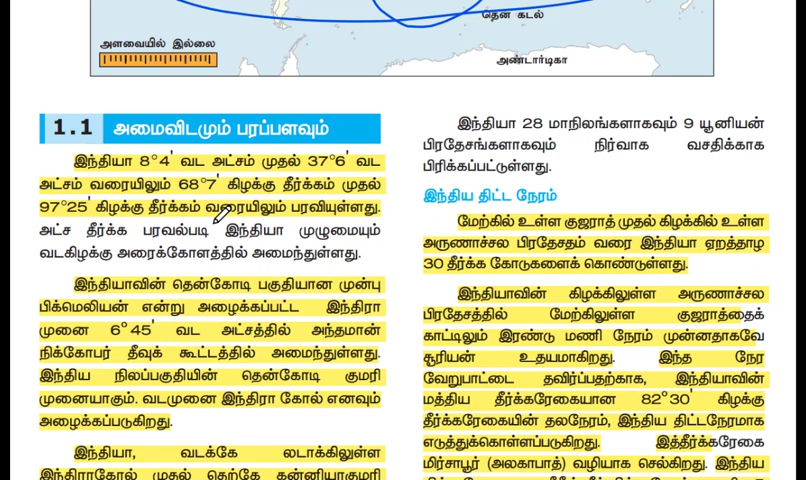 தென் கடல்
அளவையில் இல்லை
அண்டார்டிகா
1.1 அமைவிடமும் பரப்பளவும்
இந்தியா 8°4' வட அட்சம் முதல் 37°6' வட
அட்சம் வரையிலும் 68°7' கிழக்கு தீர்க்கம் முதல்
97°25' கிழக்கு தீர்க்கம் வரையிலும் பரவியுள்ளது.
அட்ச தீர்க்க பரவல்படி இந்தியா முழுமையும்
வடகிழக்கு அரைக்கோளத்தில் அமைந்துள்ளது.
இந்தியாவின் தென்கோடி பகுதியான முன்பு
பிக்மெலியன் என்று அழைக்கப்பட்ட இந்திரா
முனை 6°45' வட அட்சத்தில் அந்தமான்
நிக்கோபர் தீவுக் கூட்டத்தில் அமைந்துள்ளது.
இந்திய நிலப்பகுதியின் தென்கோடி குமரி
முனையாகும். வடமுனை இந்திரா கோல் எனவும்
அழைக்கப்படுகிறது.
இந்தியா, வடக்கே லடாக்கிலுள்ள
இந்திராகோல் முதல் தெற்கே கன்னியாகுமரி
இந்தியா 28 மாநிலங்களாகவும் 9 யூனியன்
பிரதேசங்களாகவும் நிர்வாக வசதிக்காக
பிரிக்கப்பட்டுள்ளது.
இந்திய திட்ட நேரம்
மேற்கில் உள்ள குஜராத் முதல் கிழக்கில் உள்ள
அருணாச்சல பிரதேசதம் வரை இந்தியா ஏறத்தாழ
30 தீர்க்க கோடுகளைக் கொண்டுள்ளது.
இந்தியாவின் கிழக்கிலுள்ள அருணாச்சல
பிரதேசத்தில் மேற்கிலுள்ள குஜராத்தைக்
காட்டிலும் இரண்டு மணி நேரம் முன்னதாகவே
சூரியன் உதயமாகிறது. இந்த நேர
வேறுபாட்டை தவிர்ப்பதற்காக, இந்தியாவின்
மத்திய தீர்க்கரேகையான 82°30' கிழக்கு
தீர்க்கரேகையின் தலநேரம், இந்திய திட்டநேரமாக
எடுத்துக்கொள்ளப்படுகிறது. இத்தீர்க்கரேகை
மிர்சாபூர் (அலகாபாத்) வழியாக செல்கிறது. இந்திய